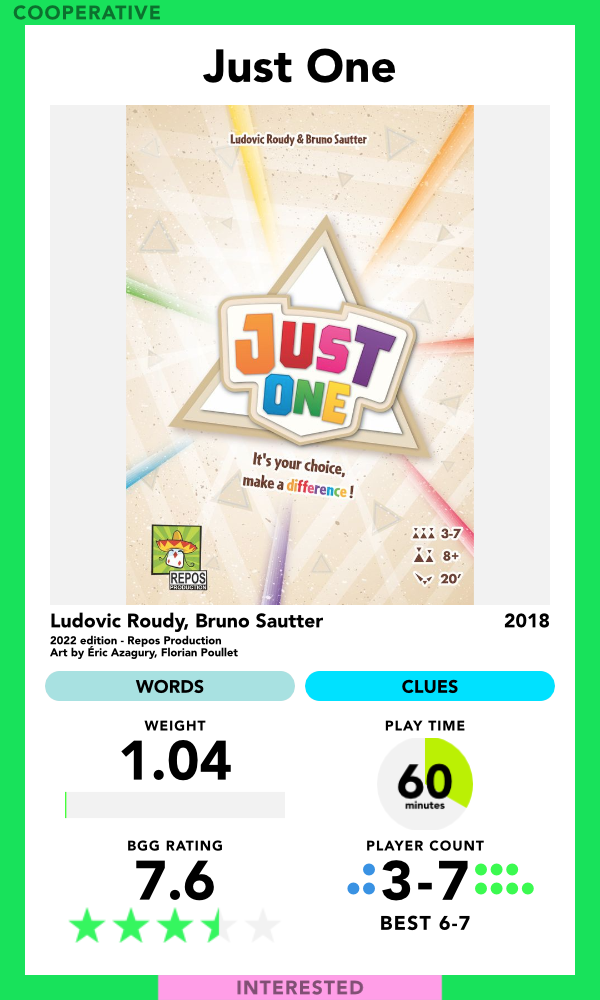 COOPERATIVE
Just One
Ludovic Roudy & Bruno Sautter
JUST
ONE
It's your choice,
make a difference !
3-7
8+
20'
REPOS
PRODUCTION
Ludovic Roudy, Bruno Sautter 2018
2022 edition - Repos Production
Art by Éric Azagury, Florian Poullet
WORDS CLUES
WEIGHT PLAY TIME
1.04 60
minutes
BGG RATING PLAYER COUNT
7.6 3-7
BEST 6-7
INTERESTED